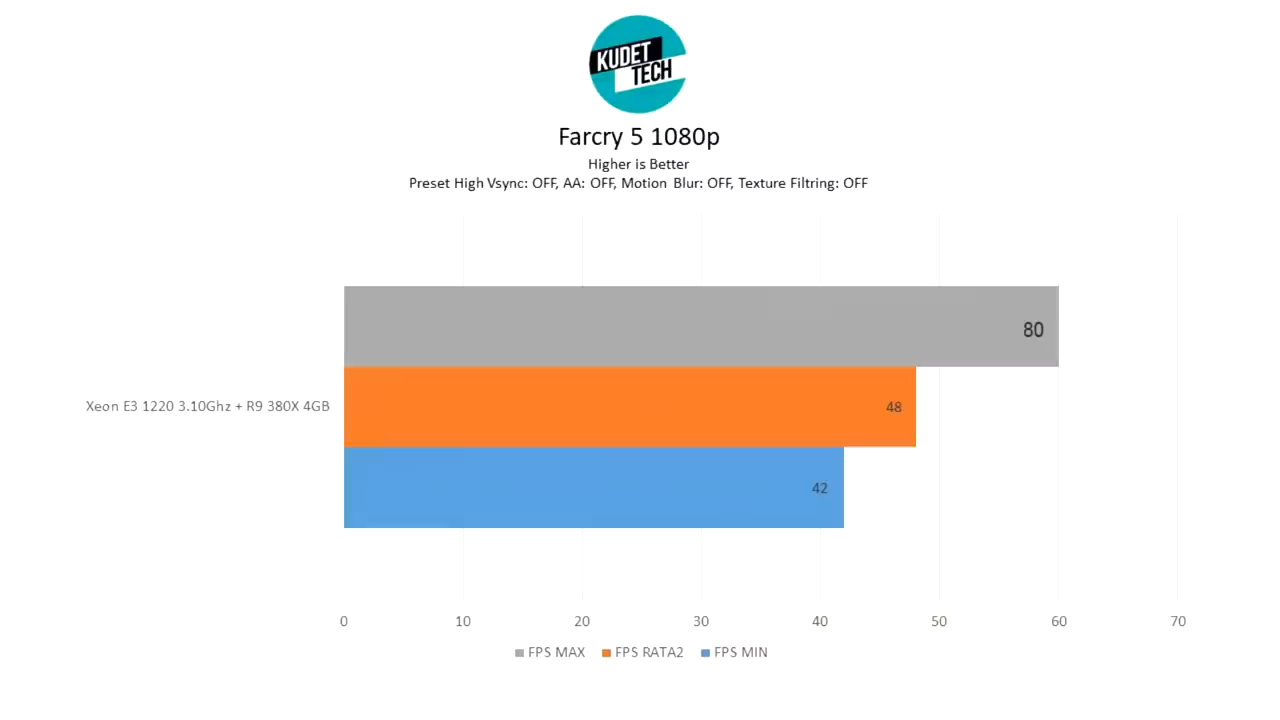 KUDET
TECH
Farcry 5 1080p
Higher is Better
Preset High Vsync: OFF, AA: OFF, Motion Blur: OFF, Texture Filtring: OFF
80
Xeon E3 1220 3.10Ghz + R9 380X 4GB
48
42
0 10 20 30 40 50 60 70
FPS MAX FPS RATA2 FPS MIN